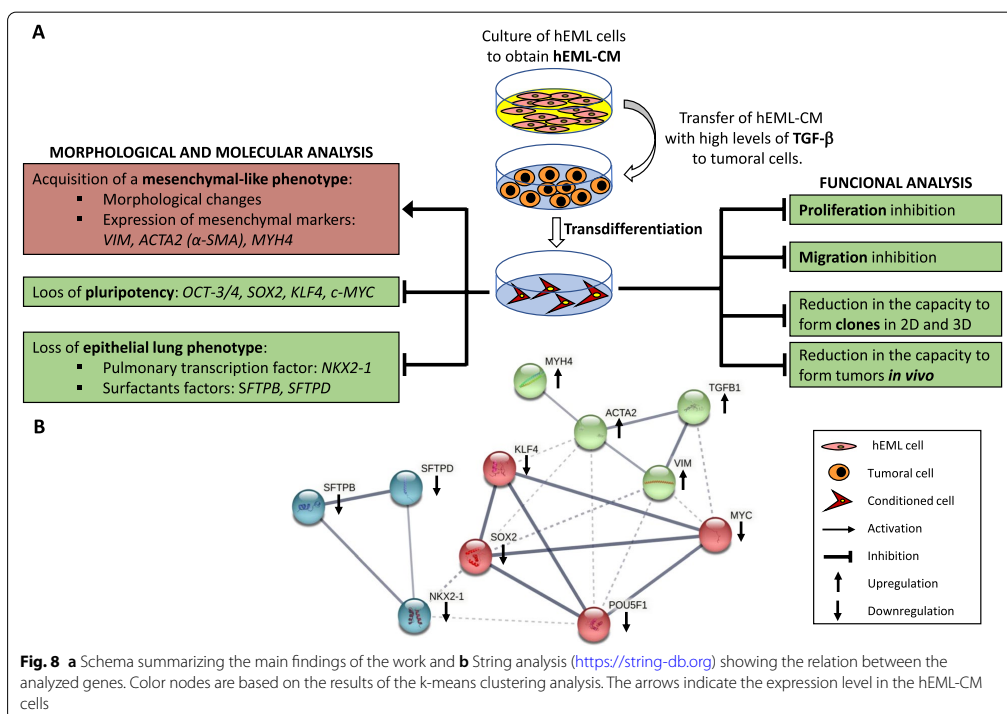 A
Culture of hEML cells
to obtain hEML-CM
Transfer of hEML-CM
with high levels of TGF-β
to tumoral cells.
Transdifferentiation
MORPHOLOGICAL AND MOLECULAR ANALYSIS
Acquisition of a mesenchymal-like phenotype:
▪ Morphological changes
▪ Expression of mesenchymal markers:
VIM, ACTA2 (α-SMA), MYH4
Loos of pluripotency: OCT-3/4, SOX2, KLF4, c-MYC
Loss of epithelial lung phenotype:
▪ Pulmonary transcription factor: NKX2-1
▪ Surfactants factors: SFTPB, SFTPD
FUNCIONAL ANALYSIS
Proliferation inhibition
Migration inhibition
Reduction in the capacity to
form clones in 2D and 3D
Reduction in the capacity to
form tumors in vivo
B
MYH4
TGFB1
ACTA2
KLF4
VIM
SFTPD
SFTPB
MYC
SOX2
NKX2-1
POU5F1
hEML cell
Tumoral cell
Conditioned cell
Activation
Inhibition
Upregulation
Downregulation
Fig. 8 a Schema summarizing the main findings of the work and b String analysis (https://string-db.org) showing the relation between the
analyzed genes. Color nodes are based on the results of the k-means clustering analysis. The arrows indicate the expression level in the hEML-CM
cells